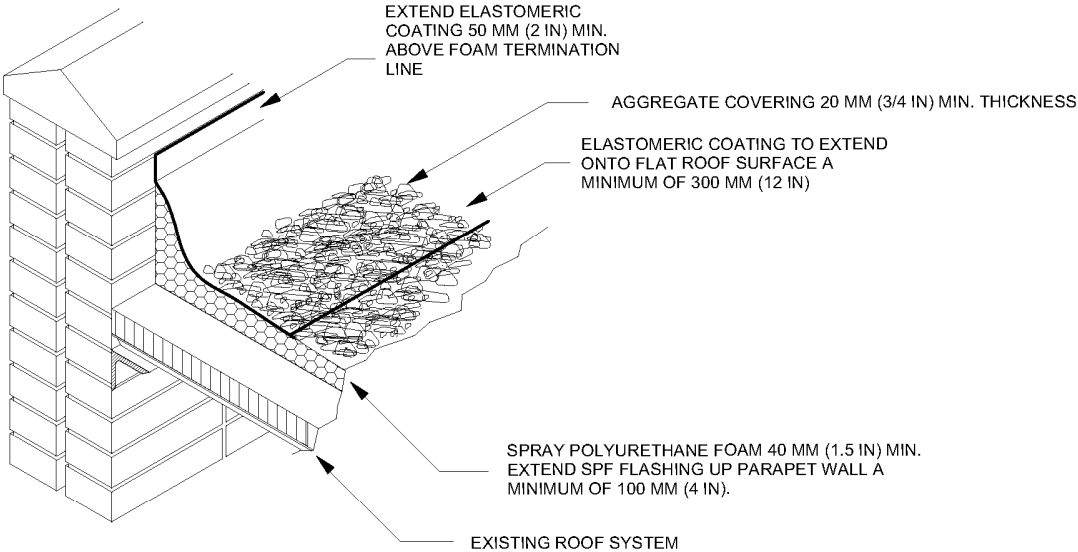 EXTEND ELASTOMERIC
COATING 50 MM (2 IN) MIN.
ABOVE FOAM TERMINATION
LINE
AGGREGATE COVERING 20 MM (3/4 IN) MIN. THICKNESS
ELASTOMERIC COATING TO EXTEND
ONTO FLAT ROOF SURFACE A
MINIMUM OF 300 MM (12 IN)
SPRAY POLYURETHANE FOAM 40 MM (1.5 IN) MIN.
EXTEND SPF FLASHING UP PARAPET WALL A
MINIMUM OF 100 MM (4 IN).
EXISTING ROOF SYSTEM